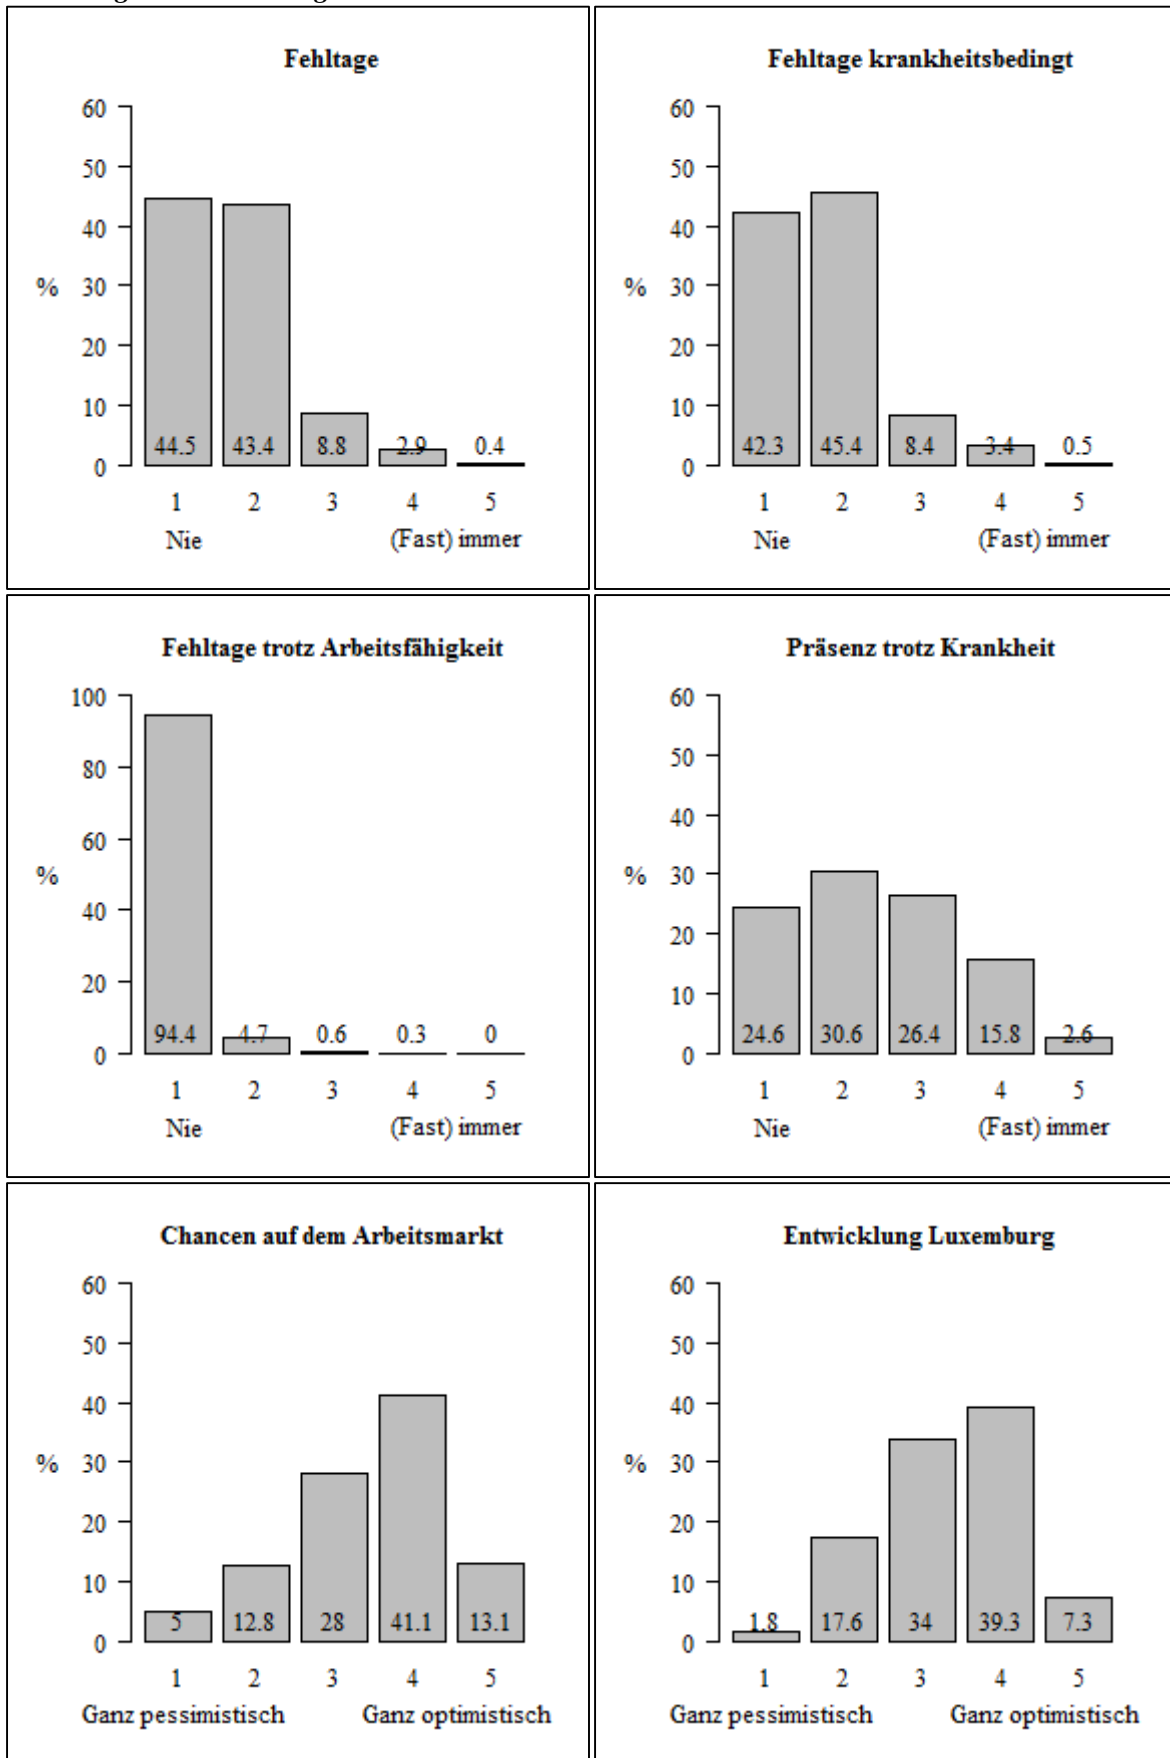 Fehltage
60
50
40
% 30
20
10
0
44.5 43.4 8.8 2.9 0.4
1 2 3 4 5
Nie (Fast) immer
Fehltage krankheitsbedingt
60
50
40
% 30
20
10
0
42.3 45.4 8.4 3.4 0.5
1 2 3 4 5
Nie (Fast) immer
Fehltage trotz Arbeitsfähigkeit
100
80
60
%
40
20
0
94.4 4.7 0.6 0.3 0
1 2 3 4 5
Nie (Fast) immer
Präsenz trotz Krankheit
60
50
40
% 30
20
10
0
24.6 30.6 26.4 15.8 2.6
1 2 3 4 5
Nie (Fast) immer
Chancen auf dem Arbeitsmarkt
60
50
40
% 30
20
10
0
5 12.8 28 41.1 13.1
1 2 3 4 5
Ganz pessimistisch Ganz optimistisch
Entwicklung Luxemburg
60
50
40
% 30
20
10
0
1.8 17.6 34 39.3 7.3
1 2 3 4 5
Ganz pessimistisch Ganz optimistisch